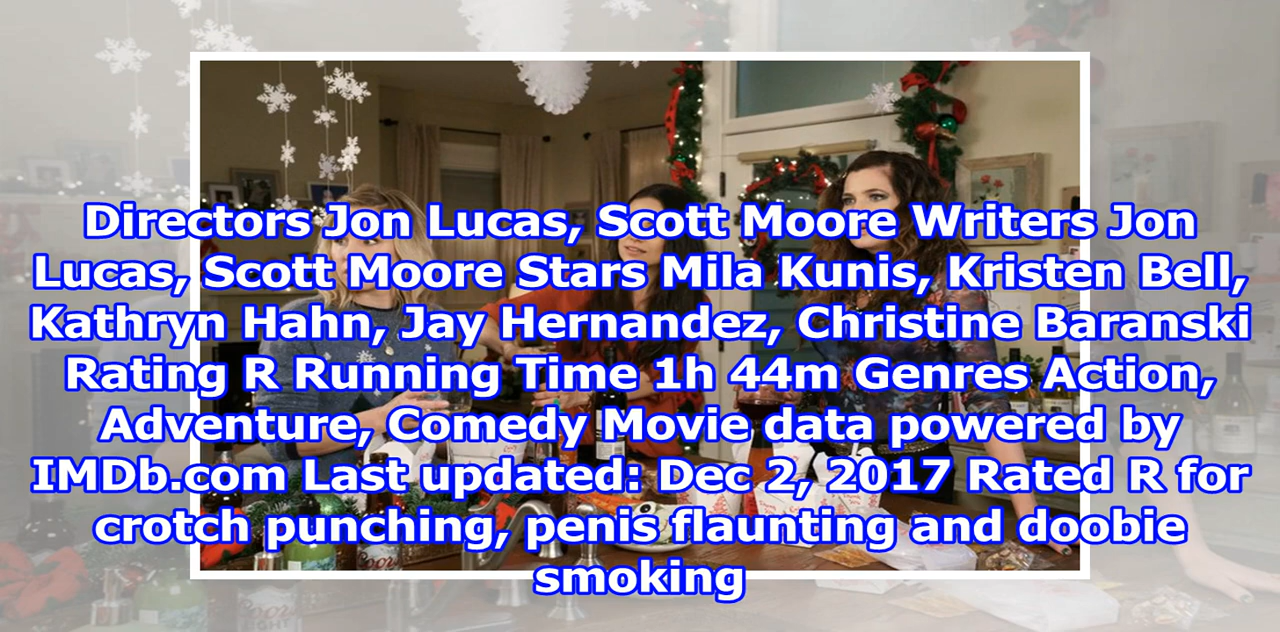 Directors Jon Lucas, Scott Moore Writers Jon
Lucas, Scott Moore Stars Mila Kunis, Kristen Bell,
Kathryn Hahn, Jay Hernandez, Christine Baranski
Rating R Running Time 1h 44m Genres Action,
Adventure, Comedy Movie data powered by
IMDb.com Last updated: Dec 2, 2017 Rated R for
crotch punching, penis flaunting and doobie
smoking